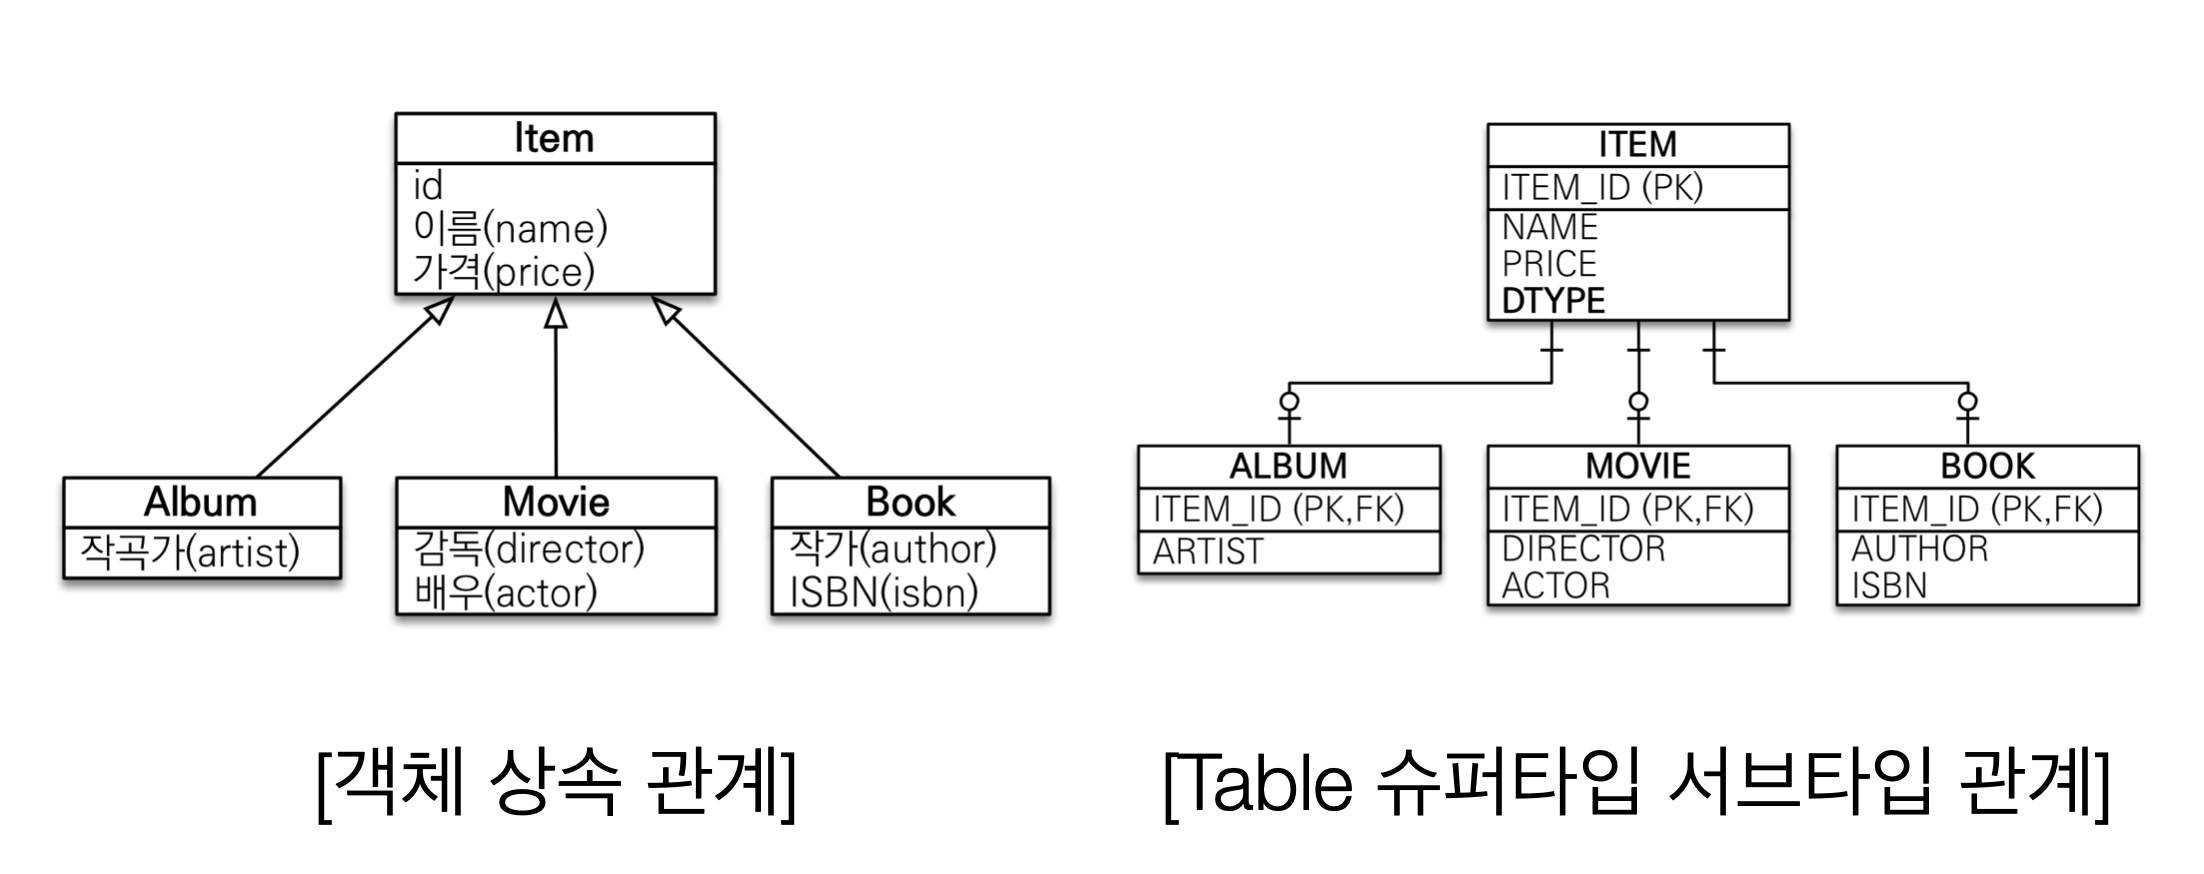 Item
id
이름(name)
가격(price)
Album
작곡가(artist)
Movie
감독(director)
배우(actor)
Book
작가(author)
ISBN(isbn)
[객체 상속 관계]
ITEM
ITEM_ID (PK)
NAME
PRICE
DTYPE
ALBUM
ITEM_ID (PK,FK)
ARTIST
MOVIE
ITEM_ID (PK,FK)
DIRECTOR
ACTOR
BOOK
ITEM_ID (PK,FK)
AUTHOR
ISBN
[Table 슈퍼타입 서브타입 관계]